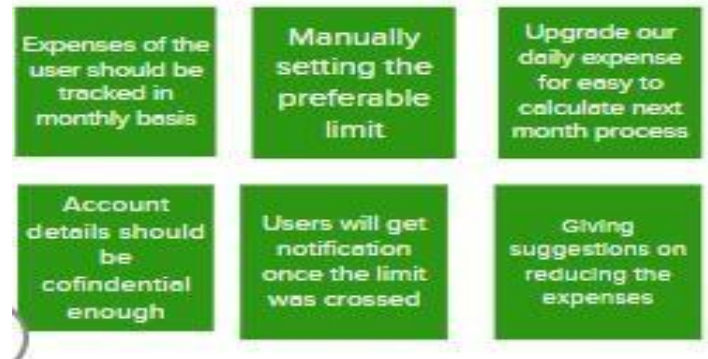 Expenses of the
user should be
tracked in
monthly basis
Manually
setting the
preferable
limit
Upgrade our
daily expense
for easy to
calculate next
month process
Account
details should
be
cofindential
enough
Users will get
notification
once the limit
was crossed
Giving
suggestions on
reducing the
expenses